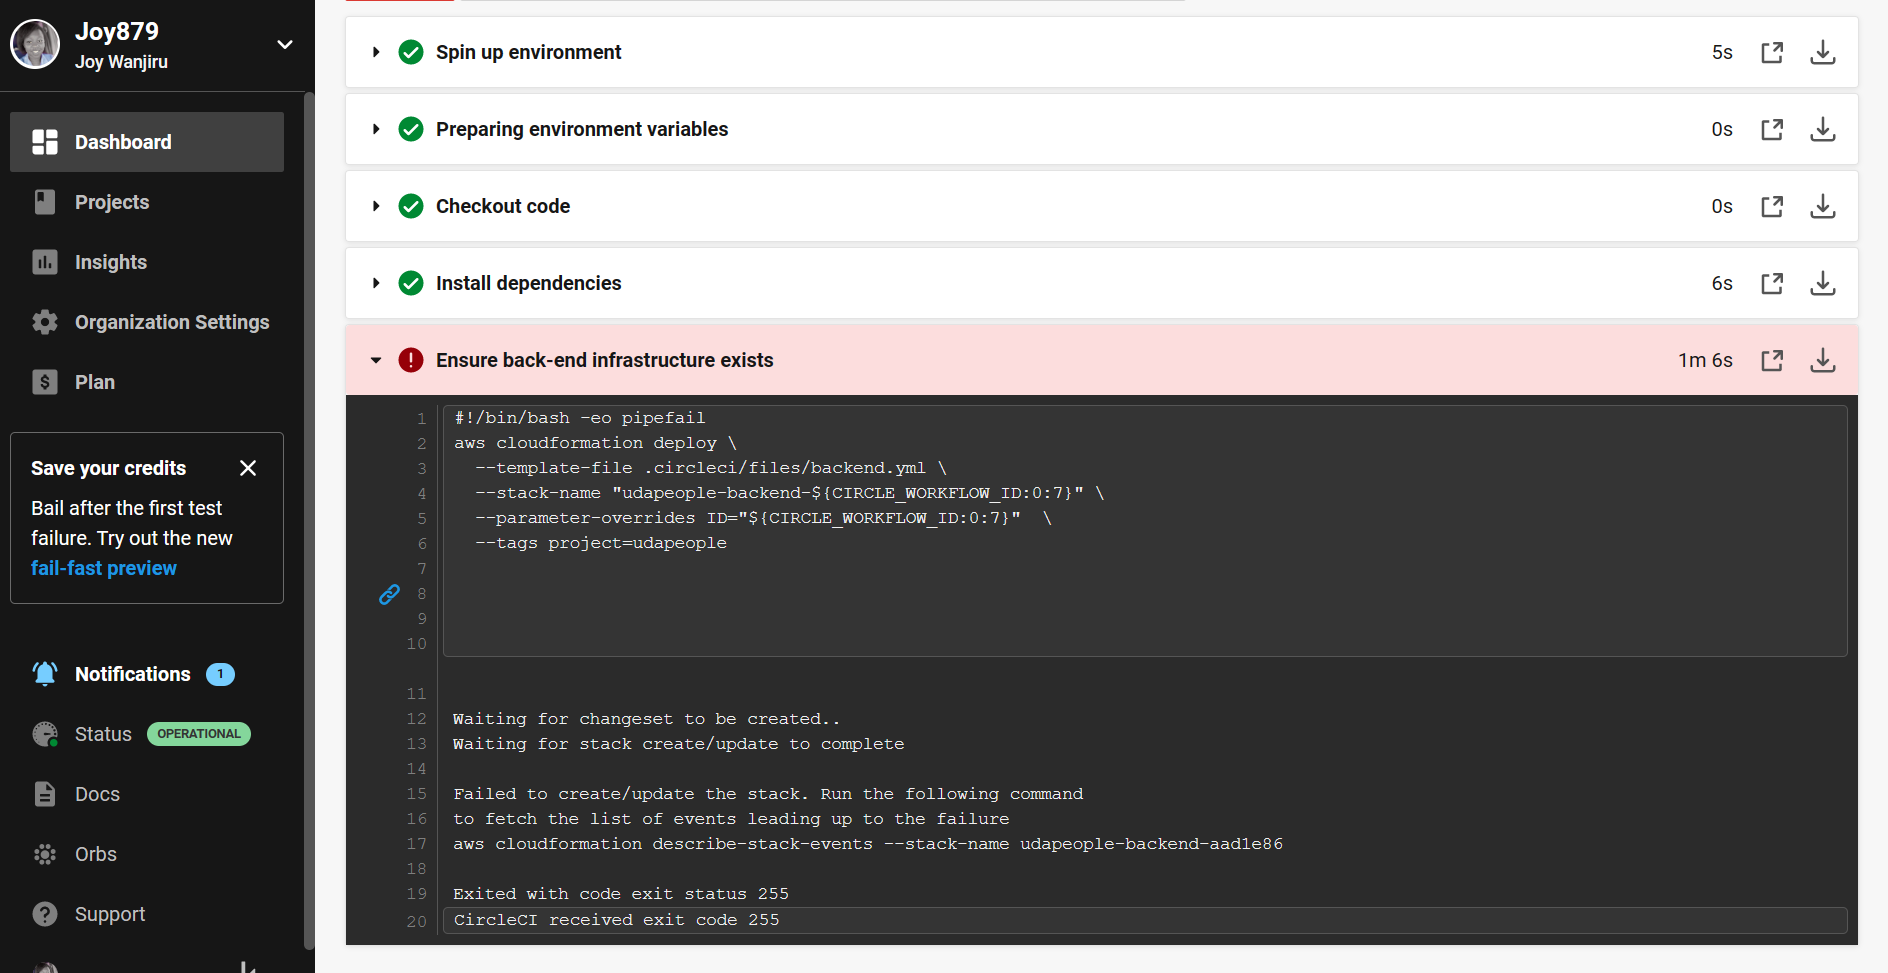 Joy879
Joy Wanjiru
Dashboard
Projects
Insights
Organization Settings
Plan
Save your credits
Bail after the first test
failure. Try out the new
fail-fast preview
Notifications 1
Status OPERATIONAL
Docs
Orbs
Support
Spin up environment 5s
Preparing environment variables 0s
Checkout code 0s
Install dependencies 6s
Ensure back-end infrastructure exists 1m 6s
1 #!/bin/bash -eo pipefail
2 aws cloudformation deploy \
3 --template-file .circleci/files/backend.yml \
4 --stack-name "udapeople-backend-${CIRCLE_WORKFLOW_ID:0:7}" \
5 --parameter-overrides ID="${CIRCLE_WORKFLOW_ID:0:7}"  \
6 --tags project=udapeople
7
8
9
10
11
12 Waiting for changeset to be created..
13 Waiting for stack create/update to complete
14
15 Failed to create/update the stack. Run the following command
16 to fetch the list of events leading up to the failure
17 aws cloudformation describe-stack-events --stack-name udapeople-backend-aad1e86
18
19 Exited with code exit status 255
20 CircleCI received exit code 255